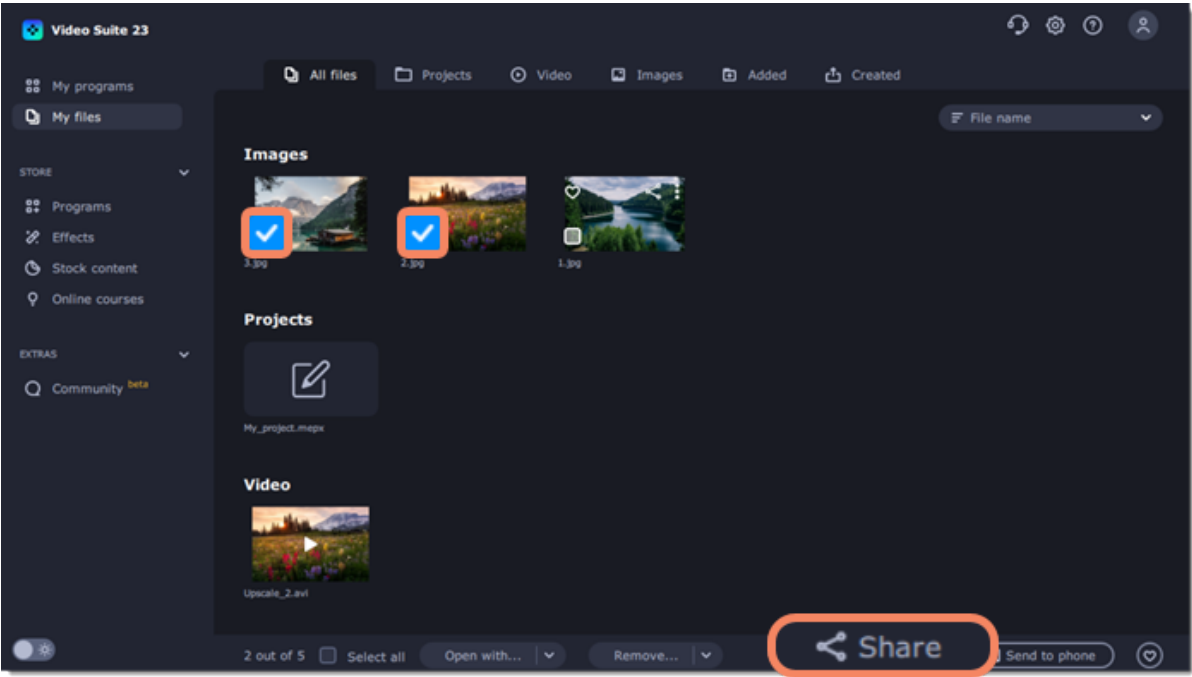 Video Suite 23
My programs
My files
STORE
Programs
Effects
Stock content
Online courses
EXTRAS
Community beta
All files Projects Video Images Added Created
File name
Images
3.jpg 2.jpg 1.jpg
Projects
My_project.mepx
Video
Upscale_2.avi
2 out of 5 Select all Open with... Remove... Share Send to phone